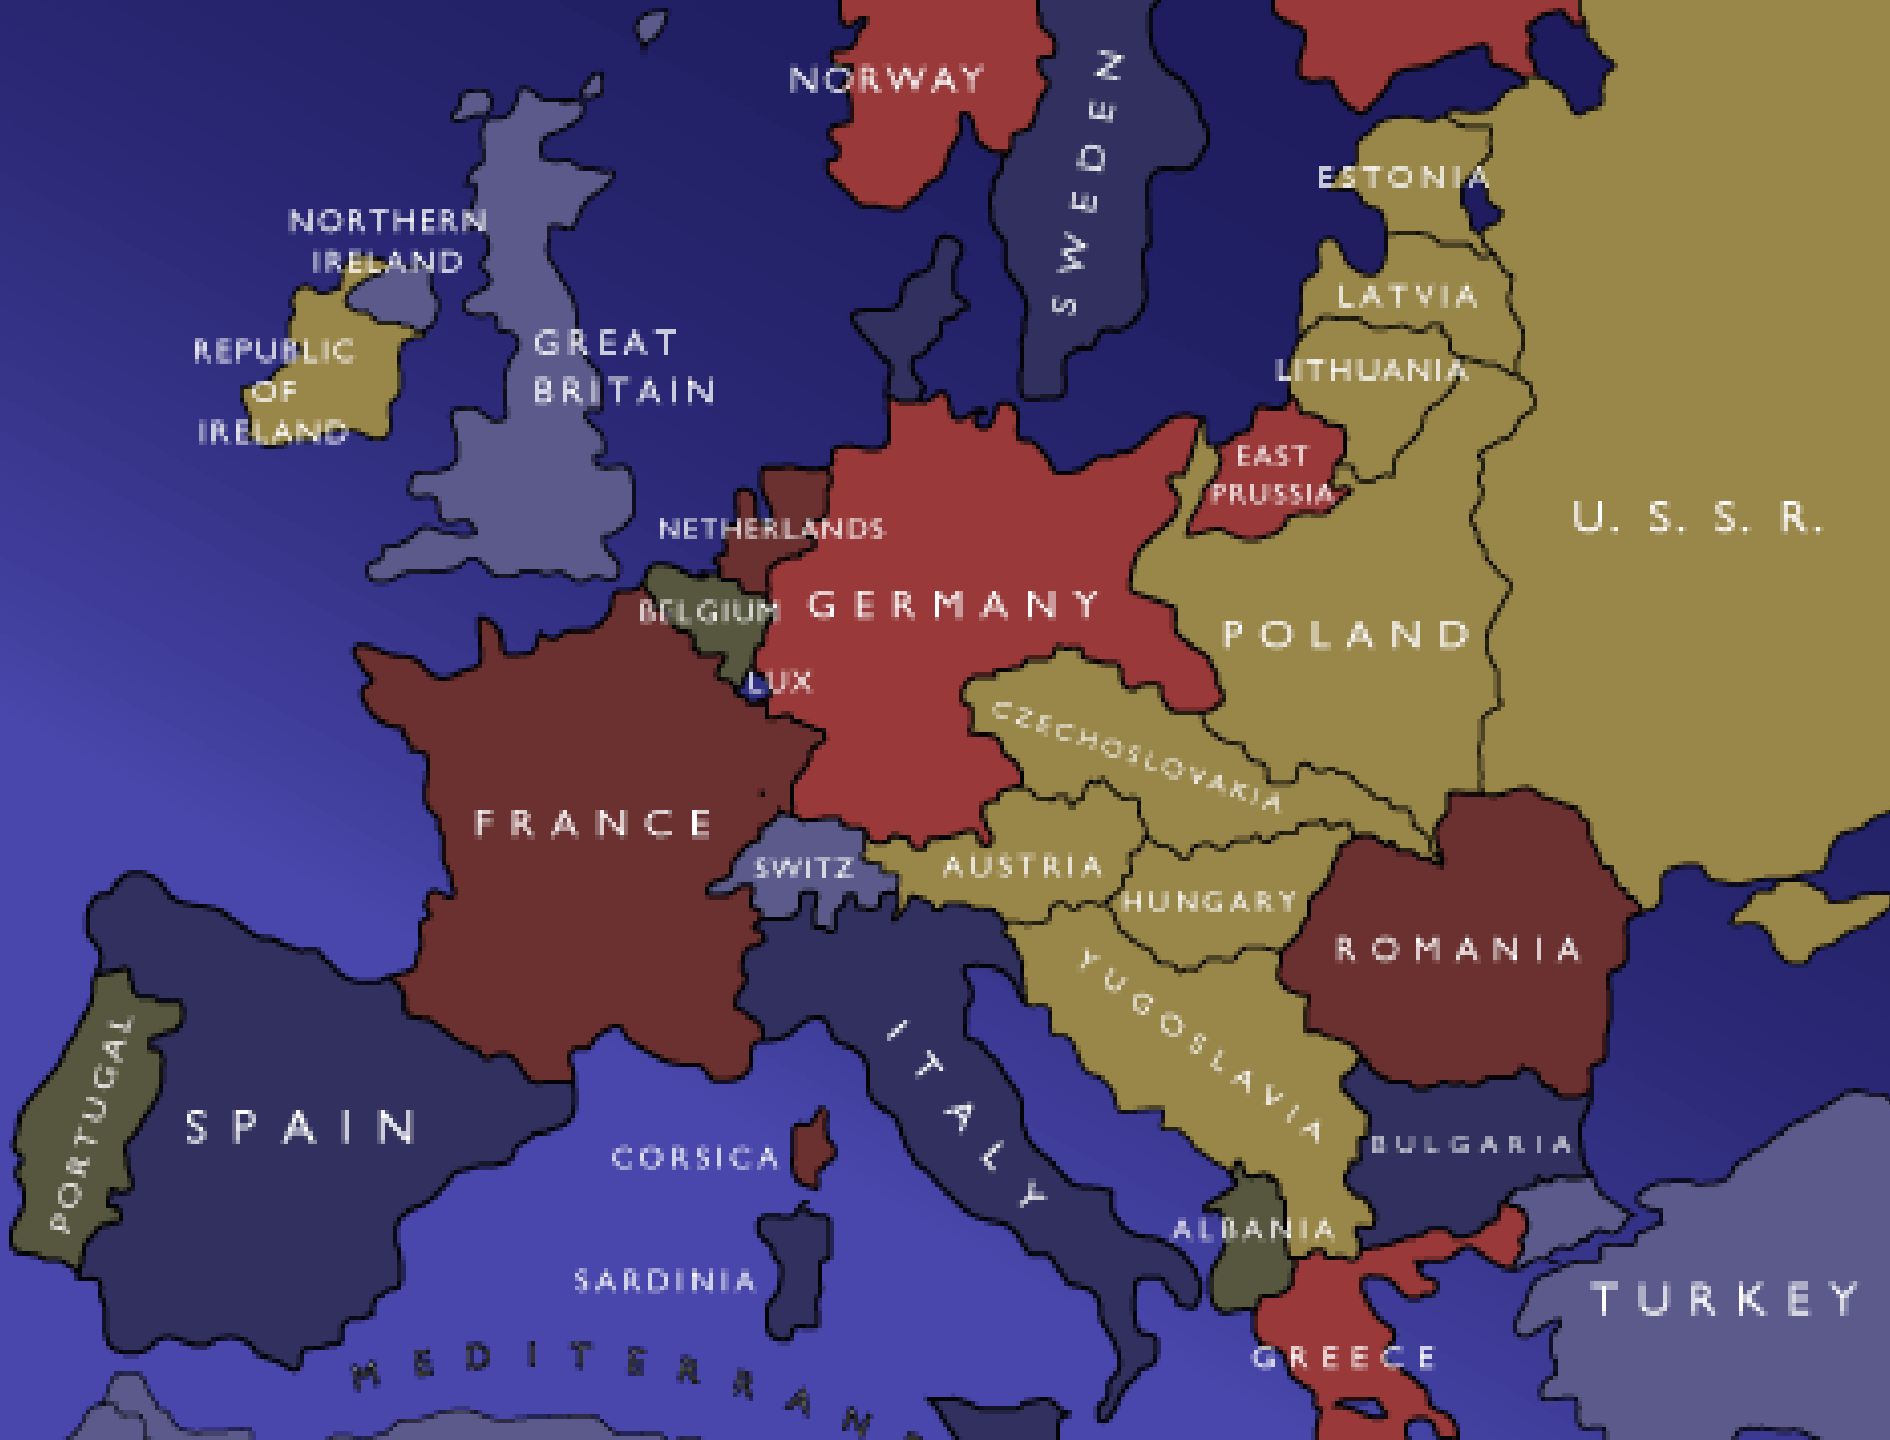 NORWAY
SWEDEN
ESTONIA
NORTHERN
IRELAND
LATVIA
REPUBLIC
OF
IRELAND
GREAT
BRITAIN
LITHUANIA
EAST
PRUSSIA
U. S. S. R.
NETHERLANDS
BELGIUM
GERMANY
POLAND
LUX
CZECHOSLOVAKIA
FRANCE
SWITZ
AUSTRIA
HUNGARY
ROMANIA
YUGOSLAVIA
ITALY
PORTUGAL
SPAIN
CORSICA
BULGARIA
ALBANIA
SARDINIA
TURKEY
GREECE
MEDITERRAN